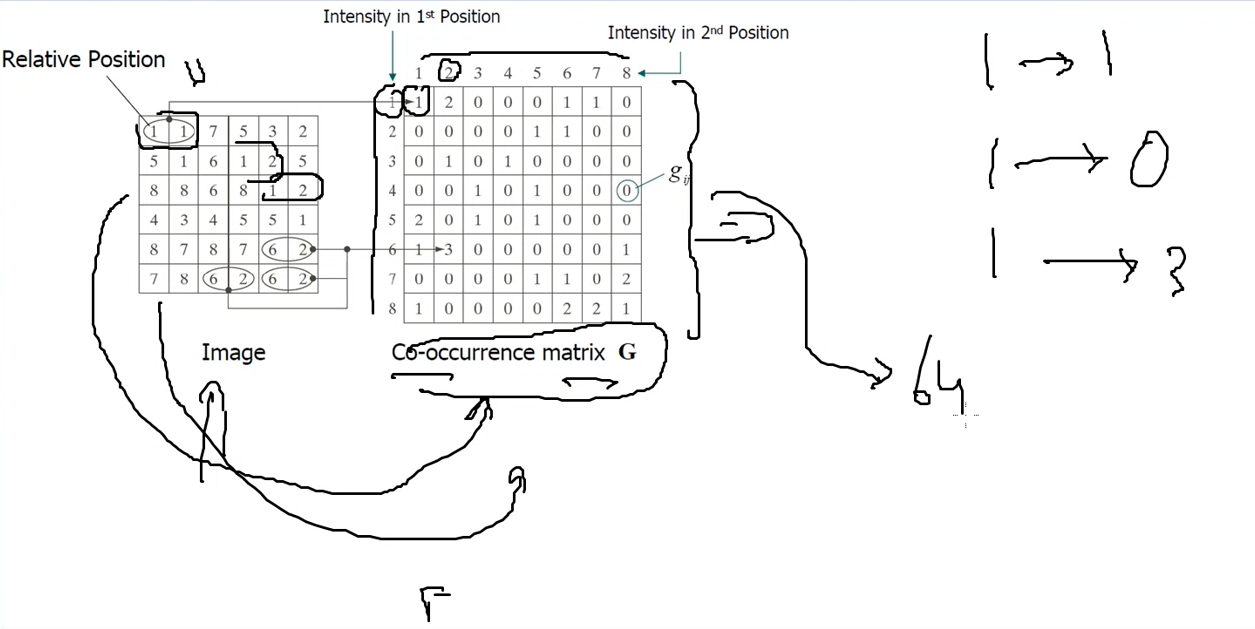 Intensity in 1st Position
Intensity in 2nd Position
Relative Position
1 2 3 4 5 6 7 8
1 1 2 0 0 0 1 1 0
2 0 0 0 0 1 1 0 0
3 0 1 0 1 0 0 0 0
4 0 0 1 0 1 0 0 0
5 2 0 1 0 1 0 0 0
6 1 3 0 0 0 0 0 1
7 0 0 0 0 1 1 0 2
8 1 0 0 0 0 2 2 1
gij
1 1 7 5 3 2
5 1 6 1 2 5
8 8 6 8 1 2
4 3 4 5 5 1
8 7 8 7 6 2
7 8 6 2 6 2
Image
Co-occurrence matrix G
1 → 1
1 → 0
1 → 3
64